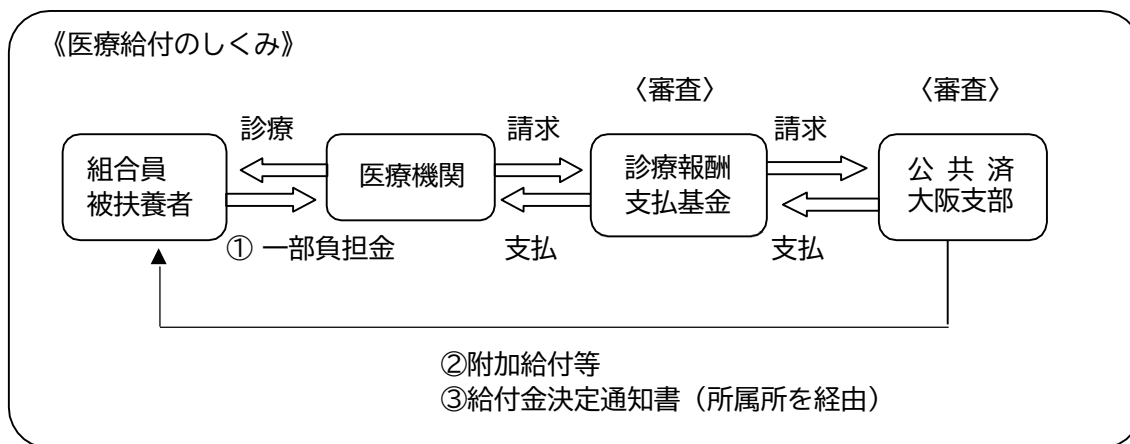 《医療給付のしくみ》
〈審査〉
〈審査〉
診療
請求
請求
組合員
被扶養者
医療機関
診療報酬
支払基金
公 共 済
大阪支部
① 一部負担金
支払
支払
②附加給付等
③給付金決定通知書（所属所を経由）